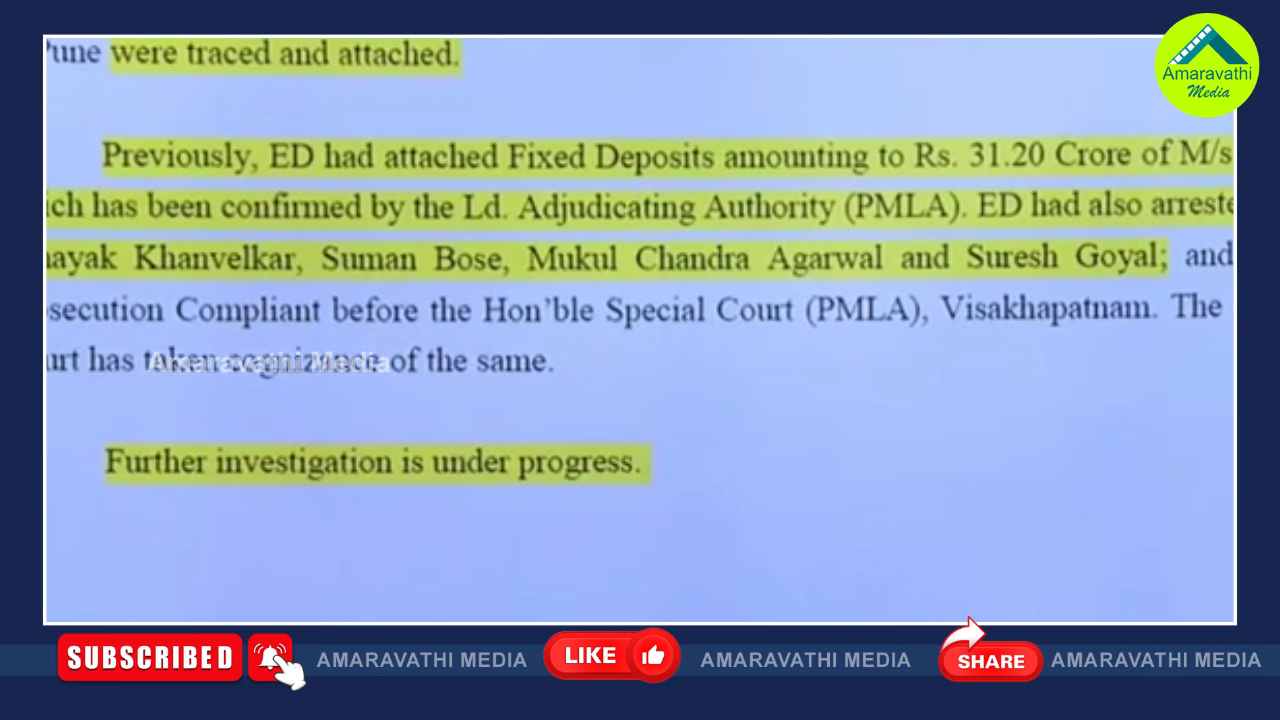 were traced and attached.
Amaravathi
Media
Previously, ED had attached Fixed Deposits amounting to Rs. 31.20 Crore of M/s
ich has been confirmed by the Ld. Adjudicating Authority (PMLA). ED had also arreste
ayak Khanvelkar, Suman Bose, Mukul Chandra Agarwal and Suresh Goyal; and
secution Compliant before the Hon'ble Special Court (PMLA), Visakhapatnam. The
urt has taken cognizance of the same.
Amaravathi Media
Further investigation is under progress.
SUBSCRIBED AMARAVATHI MEDIA LIKE AMARAVATHI MEDIA SHARE AMARAVATHI MEDIA